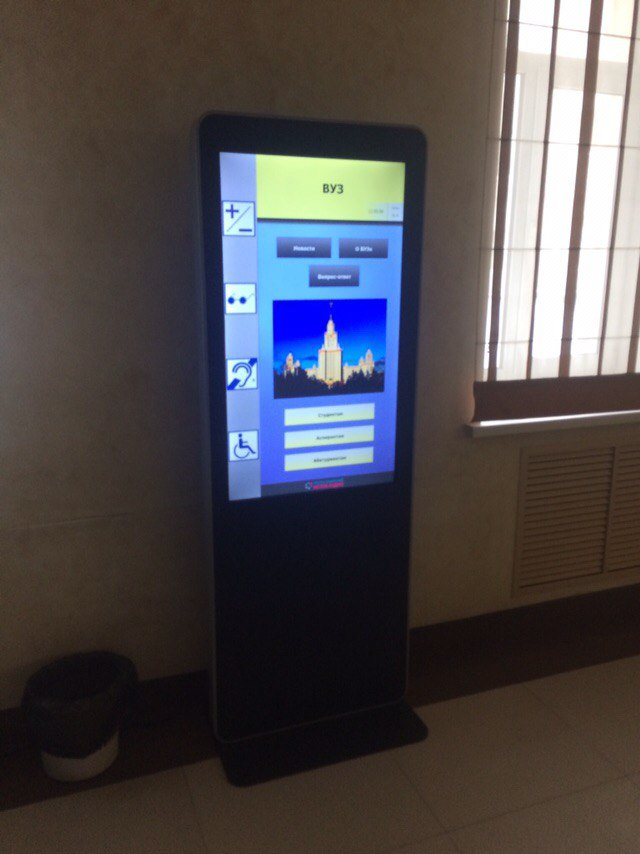 ВУЗ
Новости
О ВУЗе
Вопрос-ответ
Студентам
Аспирантам
Абитуриентам